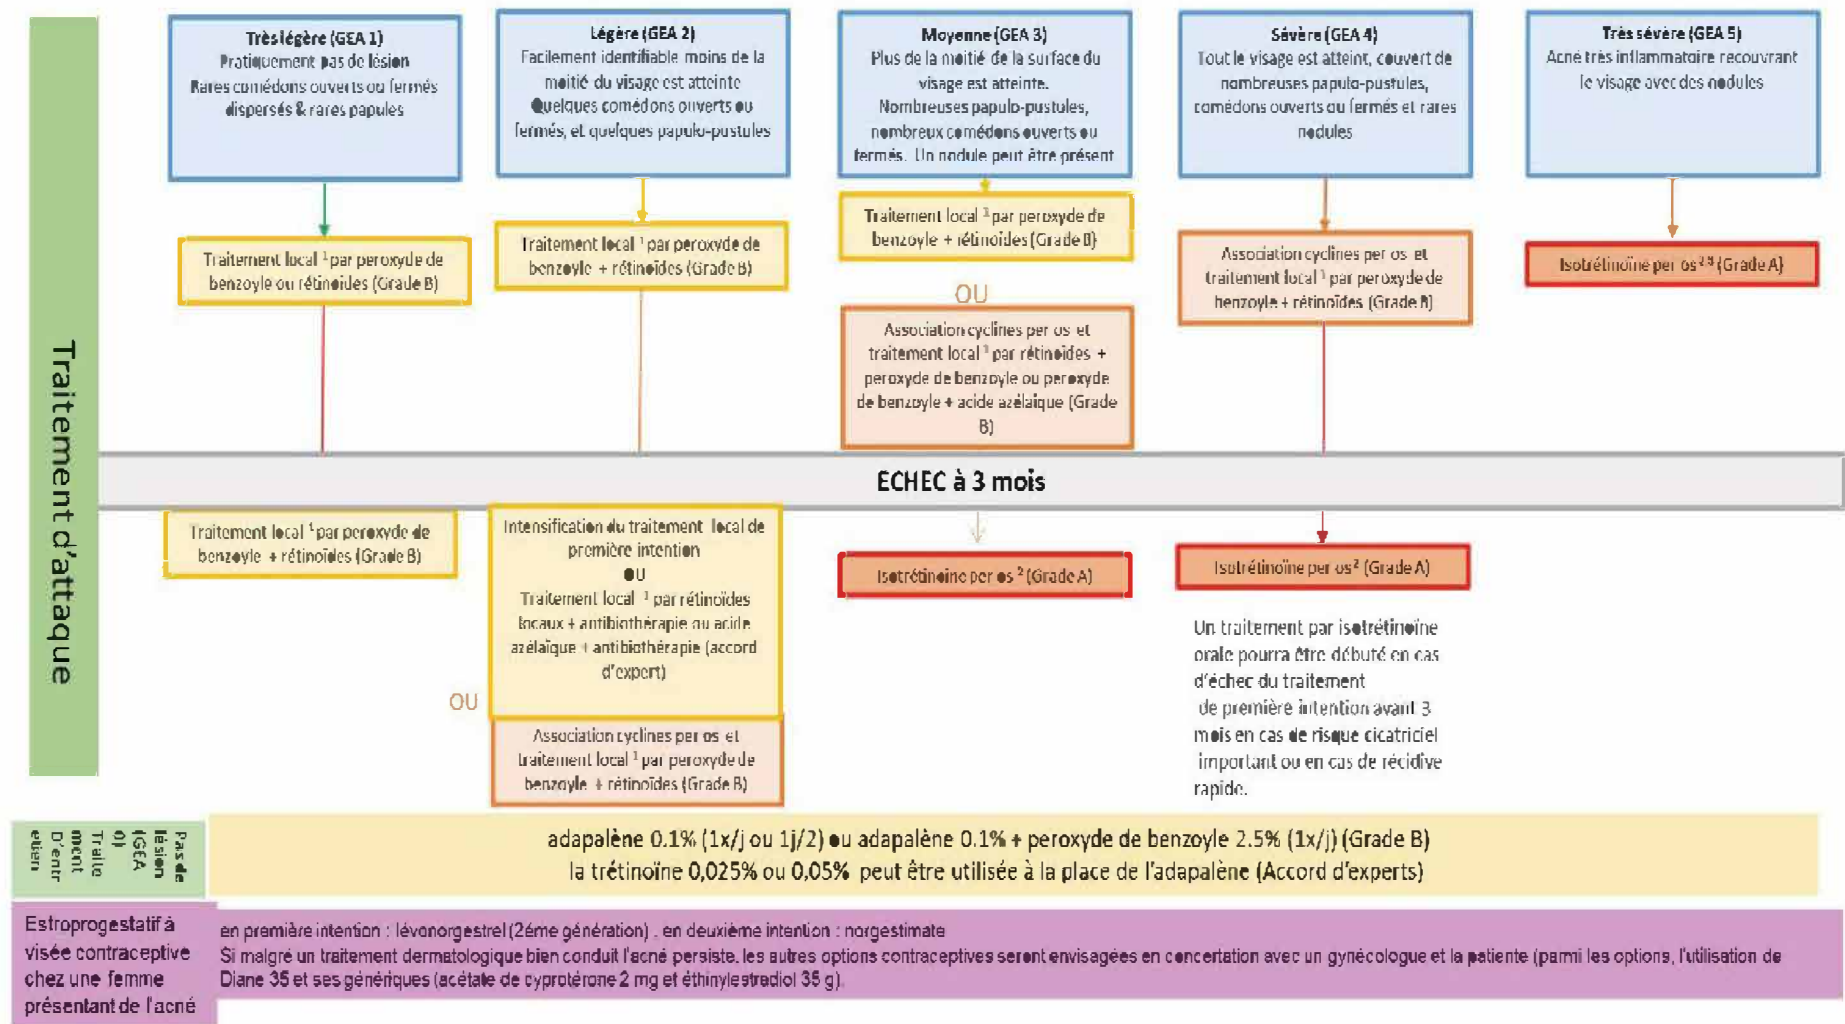 Traitement d'attaque
Très légère (GEA 1)
Pratiquement pas de lésion
Rares comédons ouverts ou fermés
dispersés & rares papules
Légère (GEA 2)
Facilement identifiable moins de la
moitié du visage est atteinte
Quelques comédons ouverts ou
fermés, et quelques papulo-pustules
Moyenne (GEA 3)
Plus de la moitié de la surface du
visage est atteinte.
Nombreuses papulo-pustules,
nombreux comédons ouverts ou
fermés. Un nodule peut être présent
Sévère (GEA 4)
Tout le visage est atteint, couvert de
nombreuses papulo-pustules,
comédons ouverts ou fermés et rares
nodules
Très sévère (GEA 5)
Acné très inflammatoire recouvrant
le visage avec des nodules
Traitement local ¹ par peroxyde de
benzoyle ou rétinoides (Grade B)
Traitement local ¹ par peroxyde de
benzoyle + rétinoïdes (Grade B)
Traitement local ¹ par peroxyde de
benzoyle + rétinoïdes (Grade B)
OU
Association cyclines per os et
traitement local ¹ par rétinoïdes +
peroxyde de benzoyle ou peroxyde
de benzoyle + acide azélaique (Grade
B)
Association cyclines per os et
traitement local ¹ par peroxyde de
benzoyle + rétinoïdes (Grade B)
Isotrétinoïne per os ²,³ (Grade A)
ECHEC à 3 mois
Traitement local ¹ par peroxyde de
benzoyle + rétinoïdes (Grade B)
Intensification du traitement local de
première intention
OU
Traitement local ¹ par rétinoïdes
locaux + antibiothérapie ou acide
azélaïque + antibiothérapie (accord
d'expert)
OU
Association cyclines per os et
traitement local ¹ par peroxyde de
benzoyle + rétinoïdes (Grade B)
Isotrétinoïne per os ² (Grade A)
Isotrétinoïne per os² (Grade A)
Un traitement par isotrétinoïne
orale pourra être débuté en cas
d'échec du traitement
de première intention avant 3
mois en cas de risque cicatriciel
important ou en cas de récidive
rapide.
Pas de
lésion
(GEA
0)
Traite
ment
D'entr
etien
adapalène 0.1% (1x/j ou 1j/2) ou adapalène 0.1% + peroxyde de benzoyle 2.5% (1x/j) (Grade B)
la trétinoïne 0,025% ou 0,05% peut être utilisée à la place de l'adapalène (Accord d'experts)
Estroprogestatif à
visée contraceptive
chez une femme
présentant de l'acné
en première intention : lévonorgestrel (2ème génération) . en deuxième intention : norgestimate
Si malgré un traitement dermatologique bien conduit l'acné persiste, les autres options contraceptives seront envisagées en concertation avec un gynécologue et la patiente (parmi les options, l'utilisation de
Diane 35 et ses génériques (acétate de cyprotérone 2 mg et éthinylestradiol 35 g).